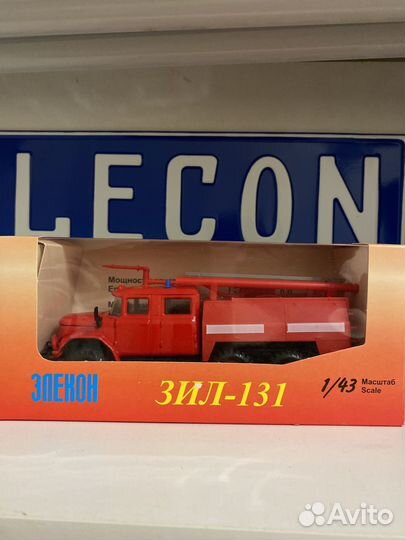 LECON
Мощнос
ЭЛЕКОН
ЗИЛ-131
1/43 Масштаб
Scale
Avito